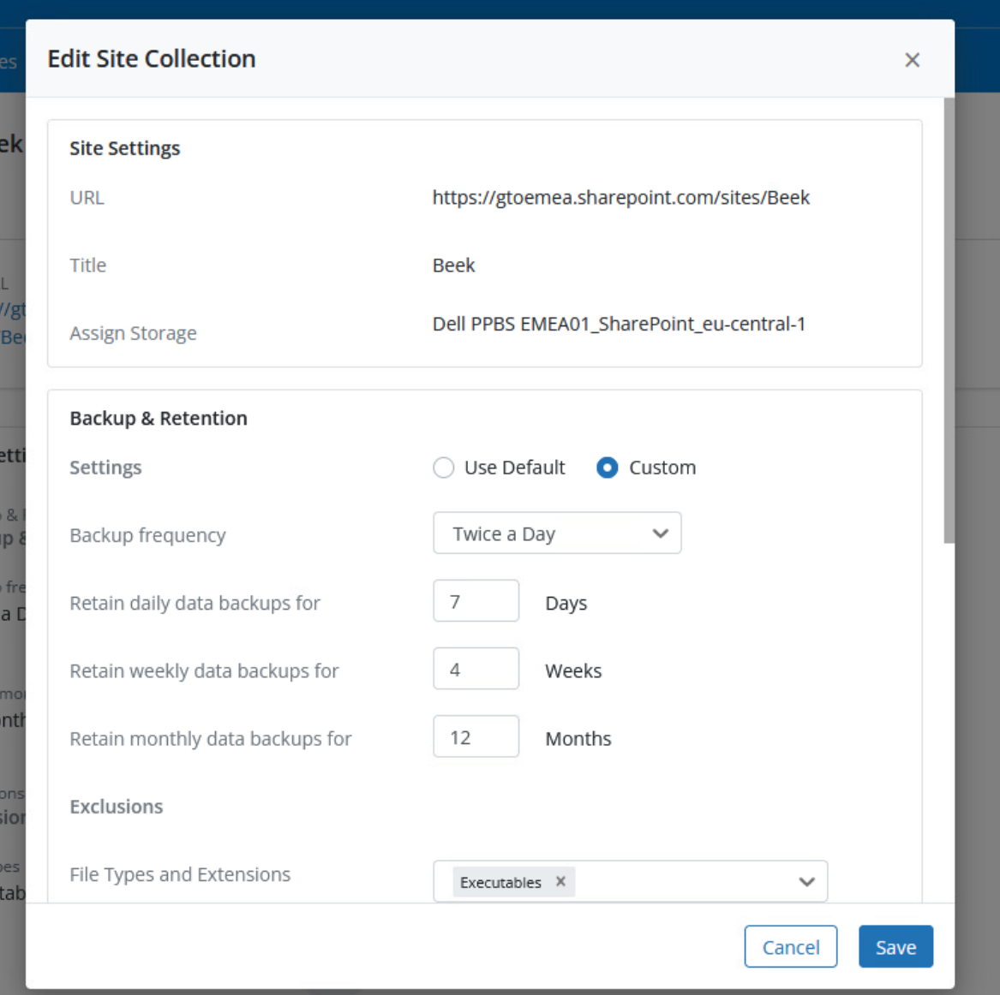 Edit Site Collection
Site Settings
URL https://gtoemea.sharepoint.com/sites/Beek
Title Beek
Assign Storage Dell PPBS EMEA01_SharePoint_eu-central-1
Backup & Retention
Settings Use Default Custom
Backup frequency Twice a Day
Retain daily data backups for 7 Days
Retain weekly data backups for 4 Weeks
Retain monthly data backups for 12 Months
Exclusions
File Types and Extensions Executables ×
Cancel Save